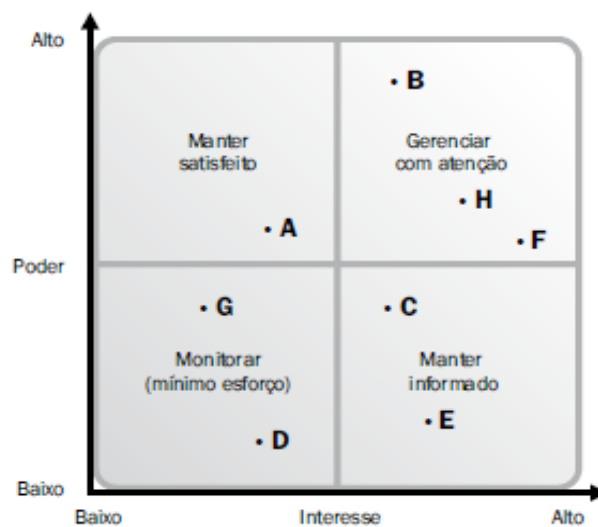 Alto
• B
Manter
satisfeito
Gerenciar
com atenção
• H
• A
• F
Poder
• G
• C
Monitorar
(mínimo esforço)
Manter
informado
• E
• D
Baixo
Baixo
Interesse
Alto